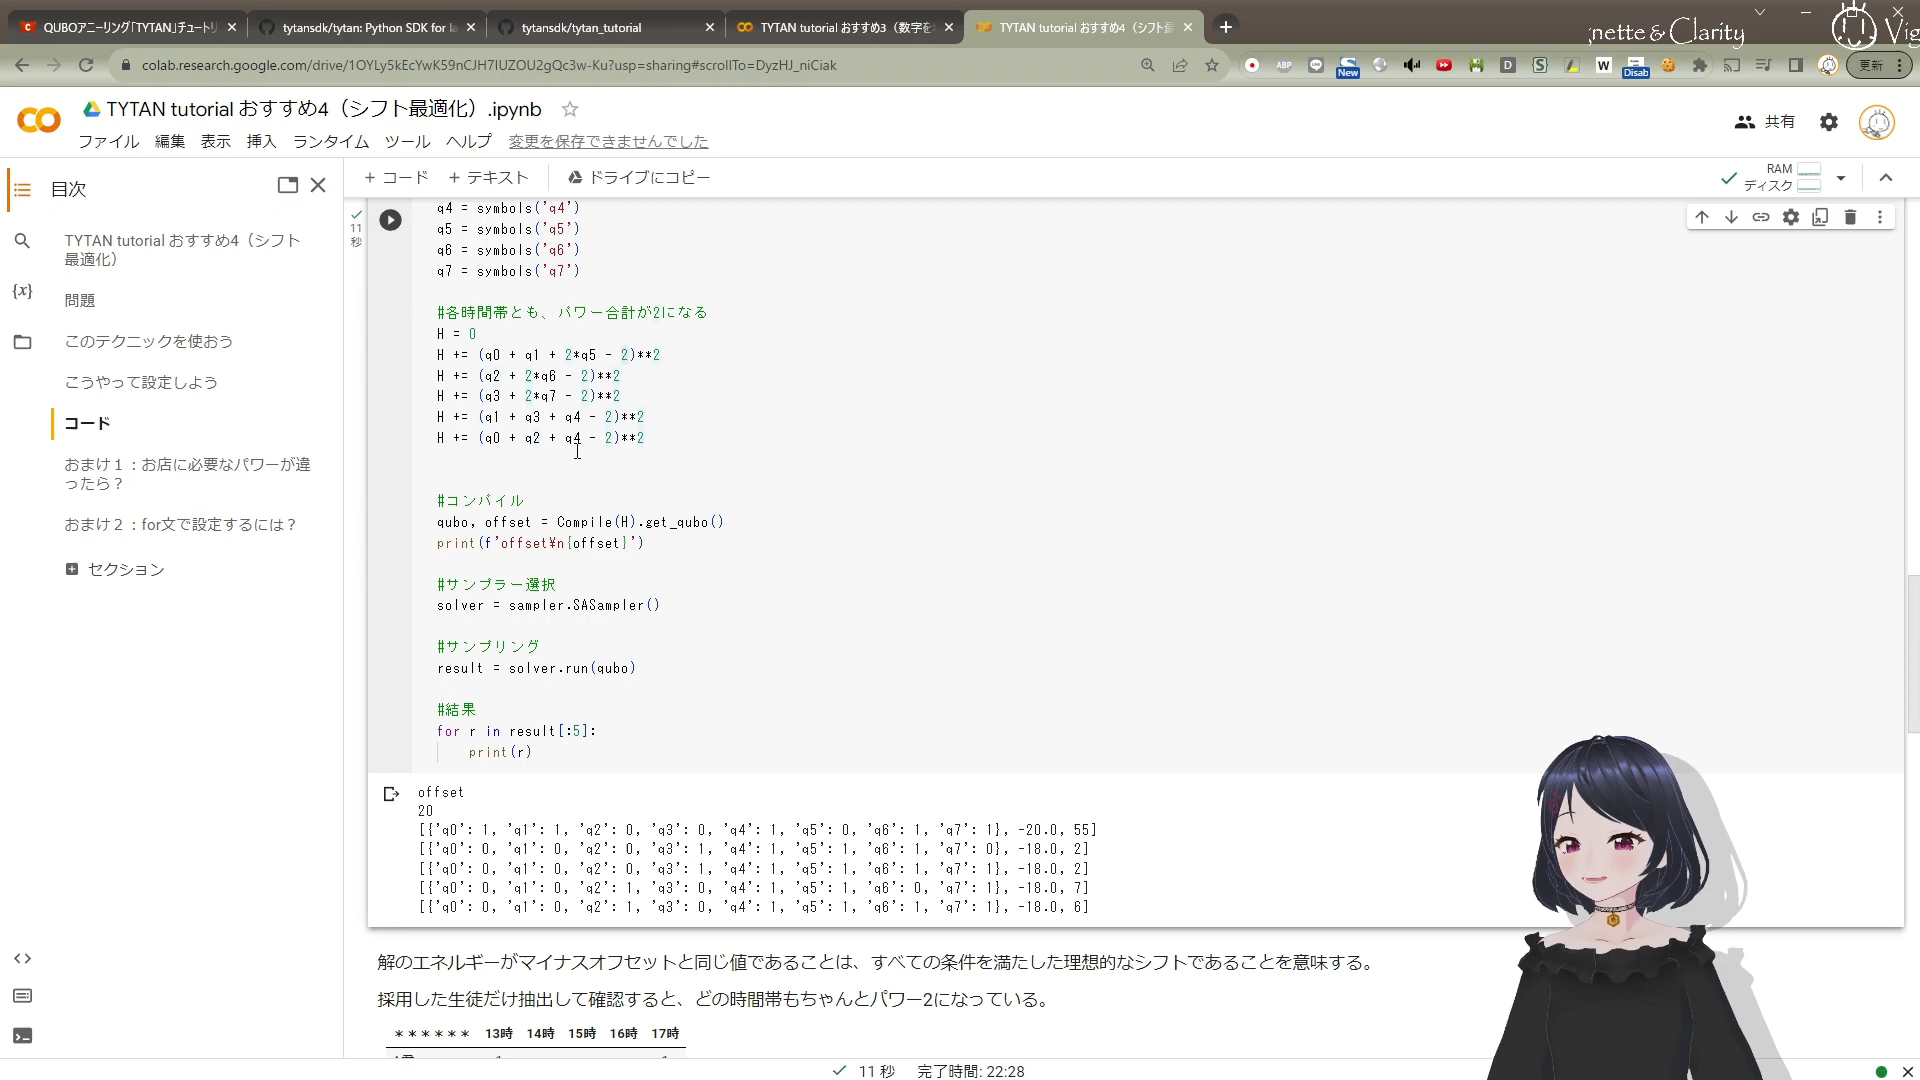 QUBOアニーリング「TYTAN」チュートリ
tytansdk/tytan: Python SDK for la
tytansdk/tytan_tutorial
TYTAN tutorial おすすめ3（数字を
TYTAN tutorial おすすめ4（シフト最
nette & Clarity
Vig
colab.research.google.com/drive/1OYLy5kEcYwK59nCJH7IUZOU2gQc3w-Ku?usp=sharing#scrollTo=DyzHJ_niCiak
ABP
New
D
S
W
Disab
更新
CO
TYTAN tutorial おすすめ4（シフト最適化）.ipynb
ファイル 編集 表示 挿入 ランタイム ツール ヘルプ 変更を保存できませんでした
共有
目次
+ コード + テキスト ドライブにコピー
RAM
ディスク
TYTAN tutorial おすすめ4（シフト
最適化）
問題
このテクニックを使おう
こうやって設定しよう
コード
おまけ１：お店に必要なパワーが違
ったら？
おまけ２：for文で設定するには？
セクション
{x}
11
秒
q4 = symbols('q4')
q5 = symbols('q5')
q6 = symbols('q6')
q7 = symbols('q7')
#各時間帯とも、パワー合計が2になる
H = 0
H += (q0 + q1 + 2*q5 - 2)**2
H += (q2 + 2*q6 - 2)**2
H += (q3 + 2*q7 - 2)**2
H += (q1 + q3 + q4 - 2)**2
H += (q0 + q2 + q4 - 2)**2
#コンパイル
qubo, offset = Compile(H).get_qubo()
print(f'offset¥n{offset}')
#サンプラー選択
solver = sampler.SASampler()
#サンプリング
result = solver.run(qubo)
#結果
for r in result[:5]:
print(r)
offset
20
[{'q0': 1, 'q1': 1, 'q2': 0, 'q3': 0, 'q4': 1, 'q5': 0, 'q6': 1, 'q7': 1}, -20.0, 55]
[{'q0': 0, 'q1': 0, 'q2': 0, 'q3': 1, 'q4': 1, 'q5': 1, 'q6': 1, 'q7': 0}, -18.0, 2]
[{'q0': 0, 'q1': 0, 'q2': 0, 'q3': 1, 'q4': 1, 'q5': 1, 'q6': 1, 'q7': 1}, -18.0, 2]
[{'q0': 0, 'q1': 0, 'q2': 1, 'q3': 0, 'q4': 1, 'q5': 1, 'q6': 0, 'q7': 1}, -18.0, 7]
[{'q0': 0, 'q1': 0, 'q2': 1, 'q3': 0, 'q4': 1, 'q5': 1, 'q6': 1, 'q7': 1}, -18.0, 6]
解のエネルギーがマイナスオフセットと同じ値であることは、すべての条件を満たした理想的なシフトであることを意味する。
採用した生徒だけ抽出して確認すると、どの時間帯もちゃんとパワー2になっている。
＊＊＊＊＊＊ 13時 14時 15時 16時 17時
11 秒 完了時間: 22:28